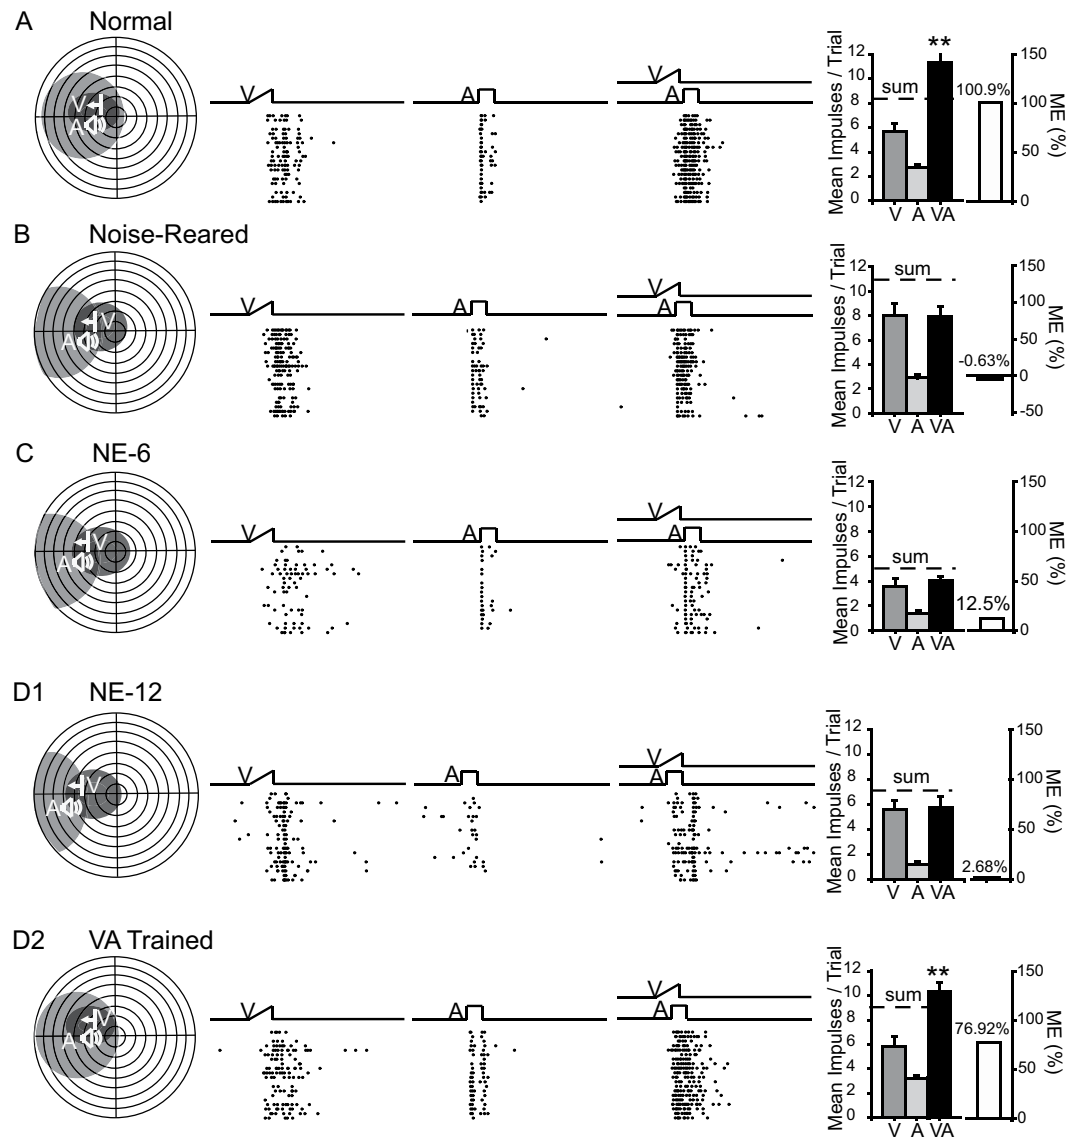 A Normal
V
A
V
A
V
A
Mean Impulses / Trial
12
10
8
6
4
2
0
sum
**
V A VA
100.9%
150
100
50
0
ME (%)
B Noise-Reared
V
A
V
A
V
A
Mean Impulses / Trial
12
10
8
6
4
2
0
sum
V A VA
-0.63%
150
100
50
0
-50
ME (%)
C NE-6
V
A
V
A
V
A
Mean Impulses / Trial
12
10
8
6
4
2
0
sum
V A VA
12.5%
150
100
50
0
ME (%)
D1 NE-12
V
A
V
A
V
A
Mean Impulses / Trial
12
10
8
6
4
2
0
sum
V A VA
2.68%
150
100
50
0
ME (%)
D2 VA Trained
V
A
V
A
V
A
Mean Impulses / Trial
12
10
8
6
4
2
0
sum
**
V A VA
76.92%
150
100
50
0
ME (%)